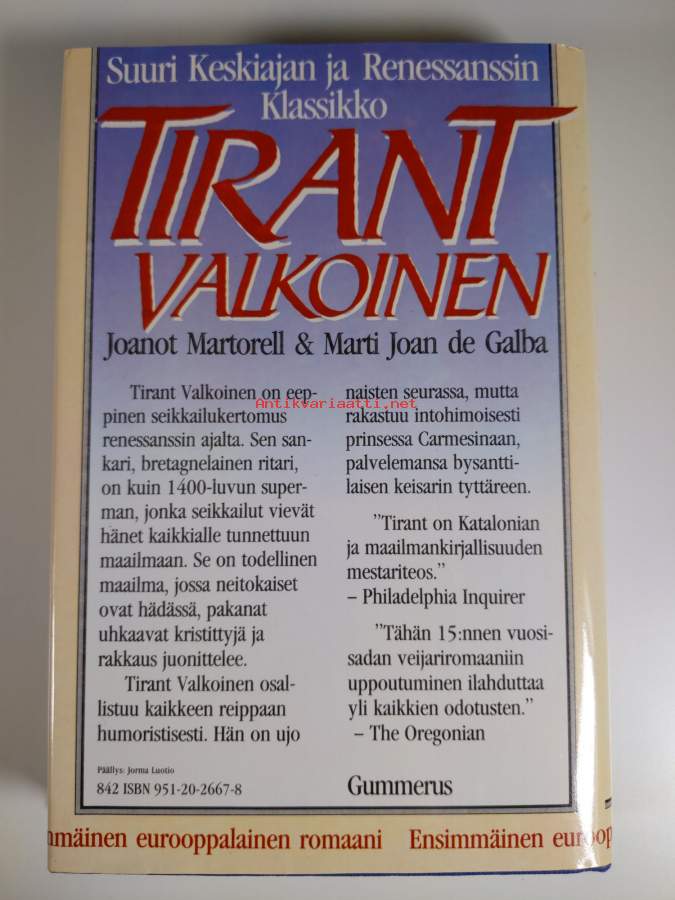 Suuri Keskiajan ja Renessanssin
Klassikko
TIRANT
VALKOINEN
Joanot Martorell & Marti Joan de Galba
Tirant Valkoinen on eep-
pinen seikkailukertomus
renessanssin ajalta. Sen san-
kari, bretagnelainen ritari,
on kuin 1400-luvun super-
man, jonka seikkailut vievät
hänet kaikkialle tunnettuun
maailmaan. Se on todellinen
maailma, jossa neitokaiset
ovat hädässä, pakanat
uhkaavat kristittyjä ja
rakkaus juonittelee.
Tirant Valkoinen osal-
listuu kaikkeen reippaan
humoristisesti. Hän on ujo
naisten seurassa, mutta
rakastuu intohimoisesti
prinsessa Carmesinaan,
palvelemansa bysantti-
laisen keisarin tyttäreen.
"Tirant on Katalonian
ja maailmankirjallisuuden
mestariteos."
– Philadelphia Inquirer
"Tähän 15:nnen vuosi-
sadan veijariromaaniin
uppoutuminen ilahduttaa
yli kaikkien odotusten."
– The Oregonian
Antikvariaatti.net
Päällys: Jorma Luotio
842 ISBN 951-20-2667-8
Gummerus
mmäinen eurooppalainen romaani Ensimmäinen euroop